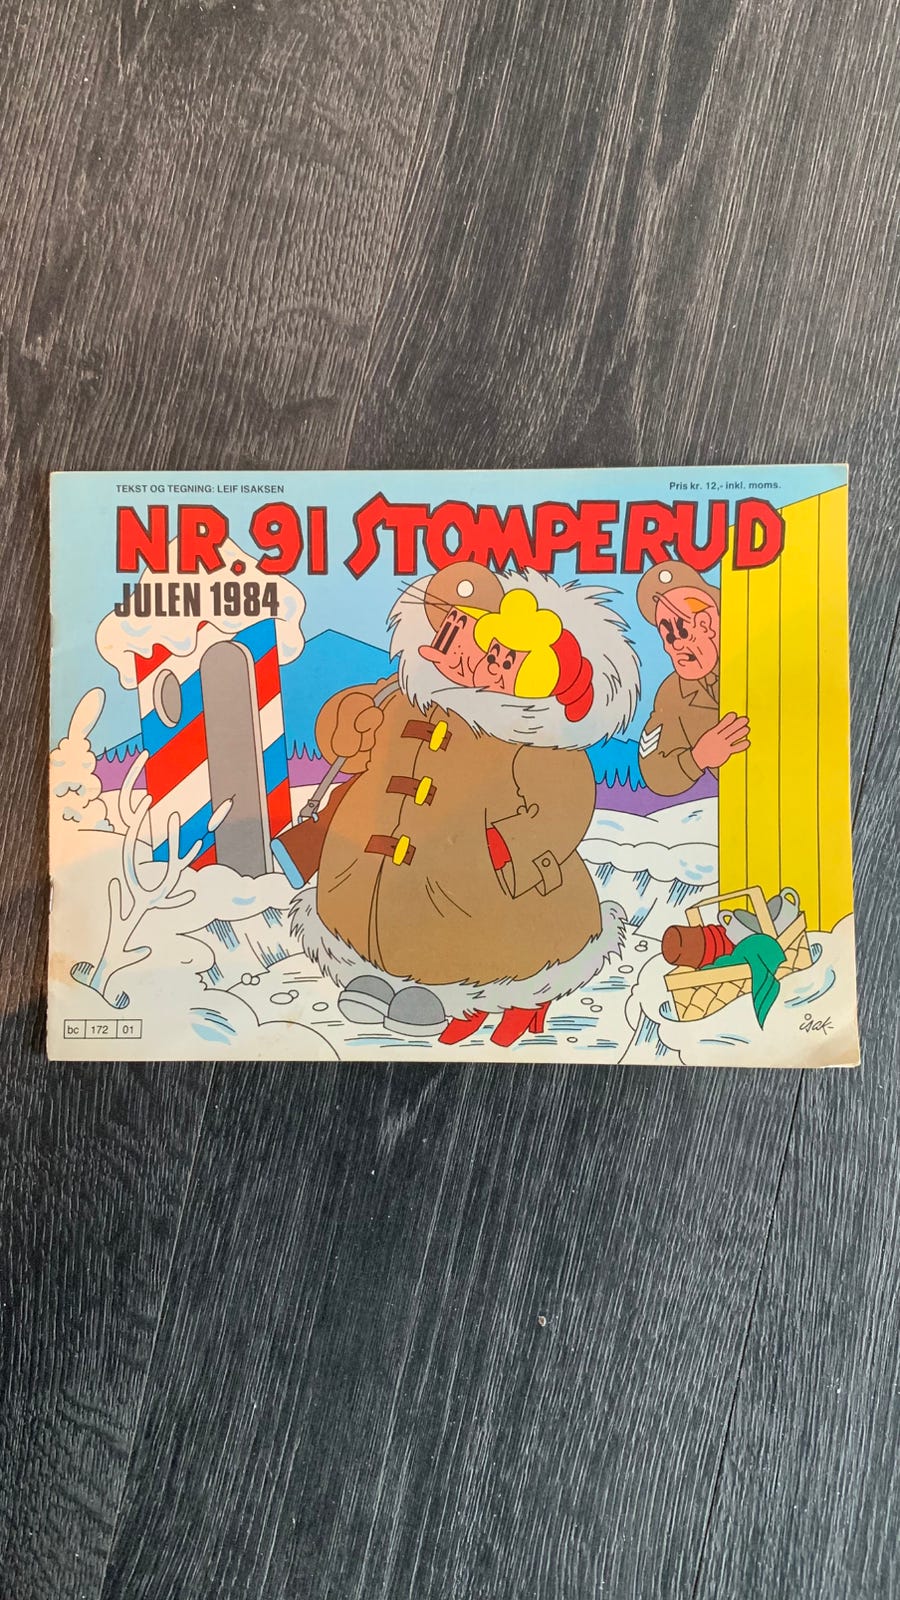 TEKST OG TEGNING: LEIF ISAKSEN
Pris kr. 12,- inkl. moms.
NR. 91 STOMPERUD
JULEN 1984
bc 172 01
isak-